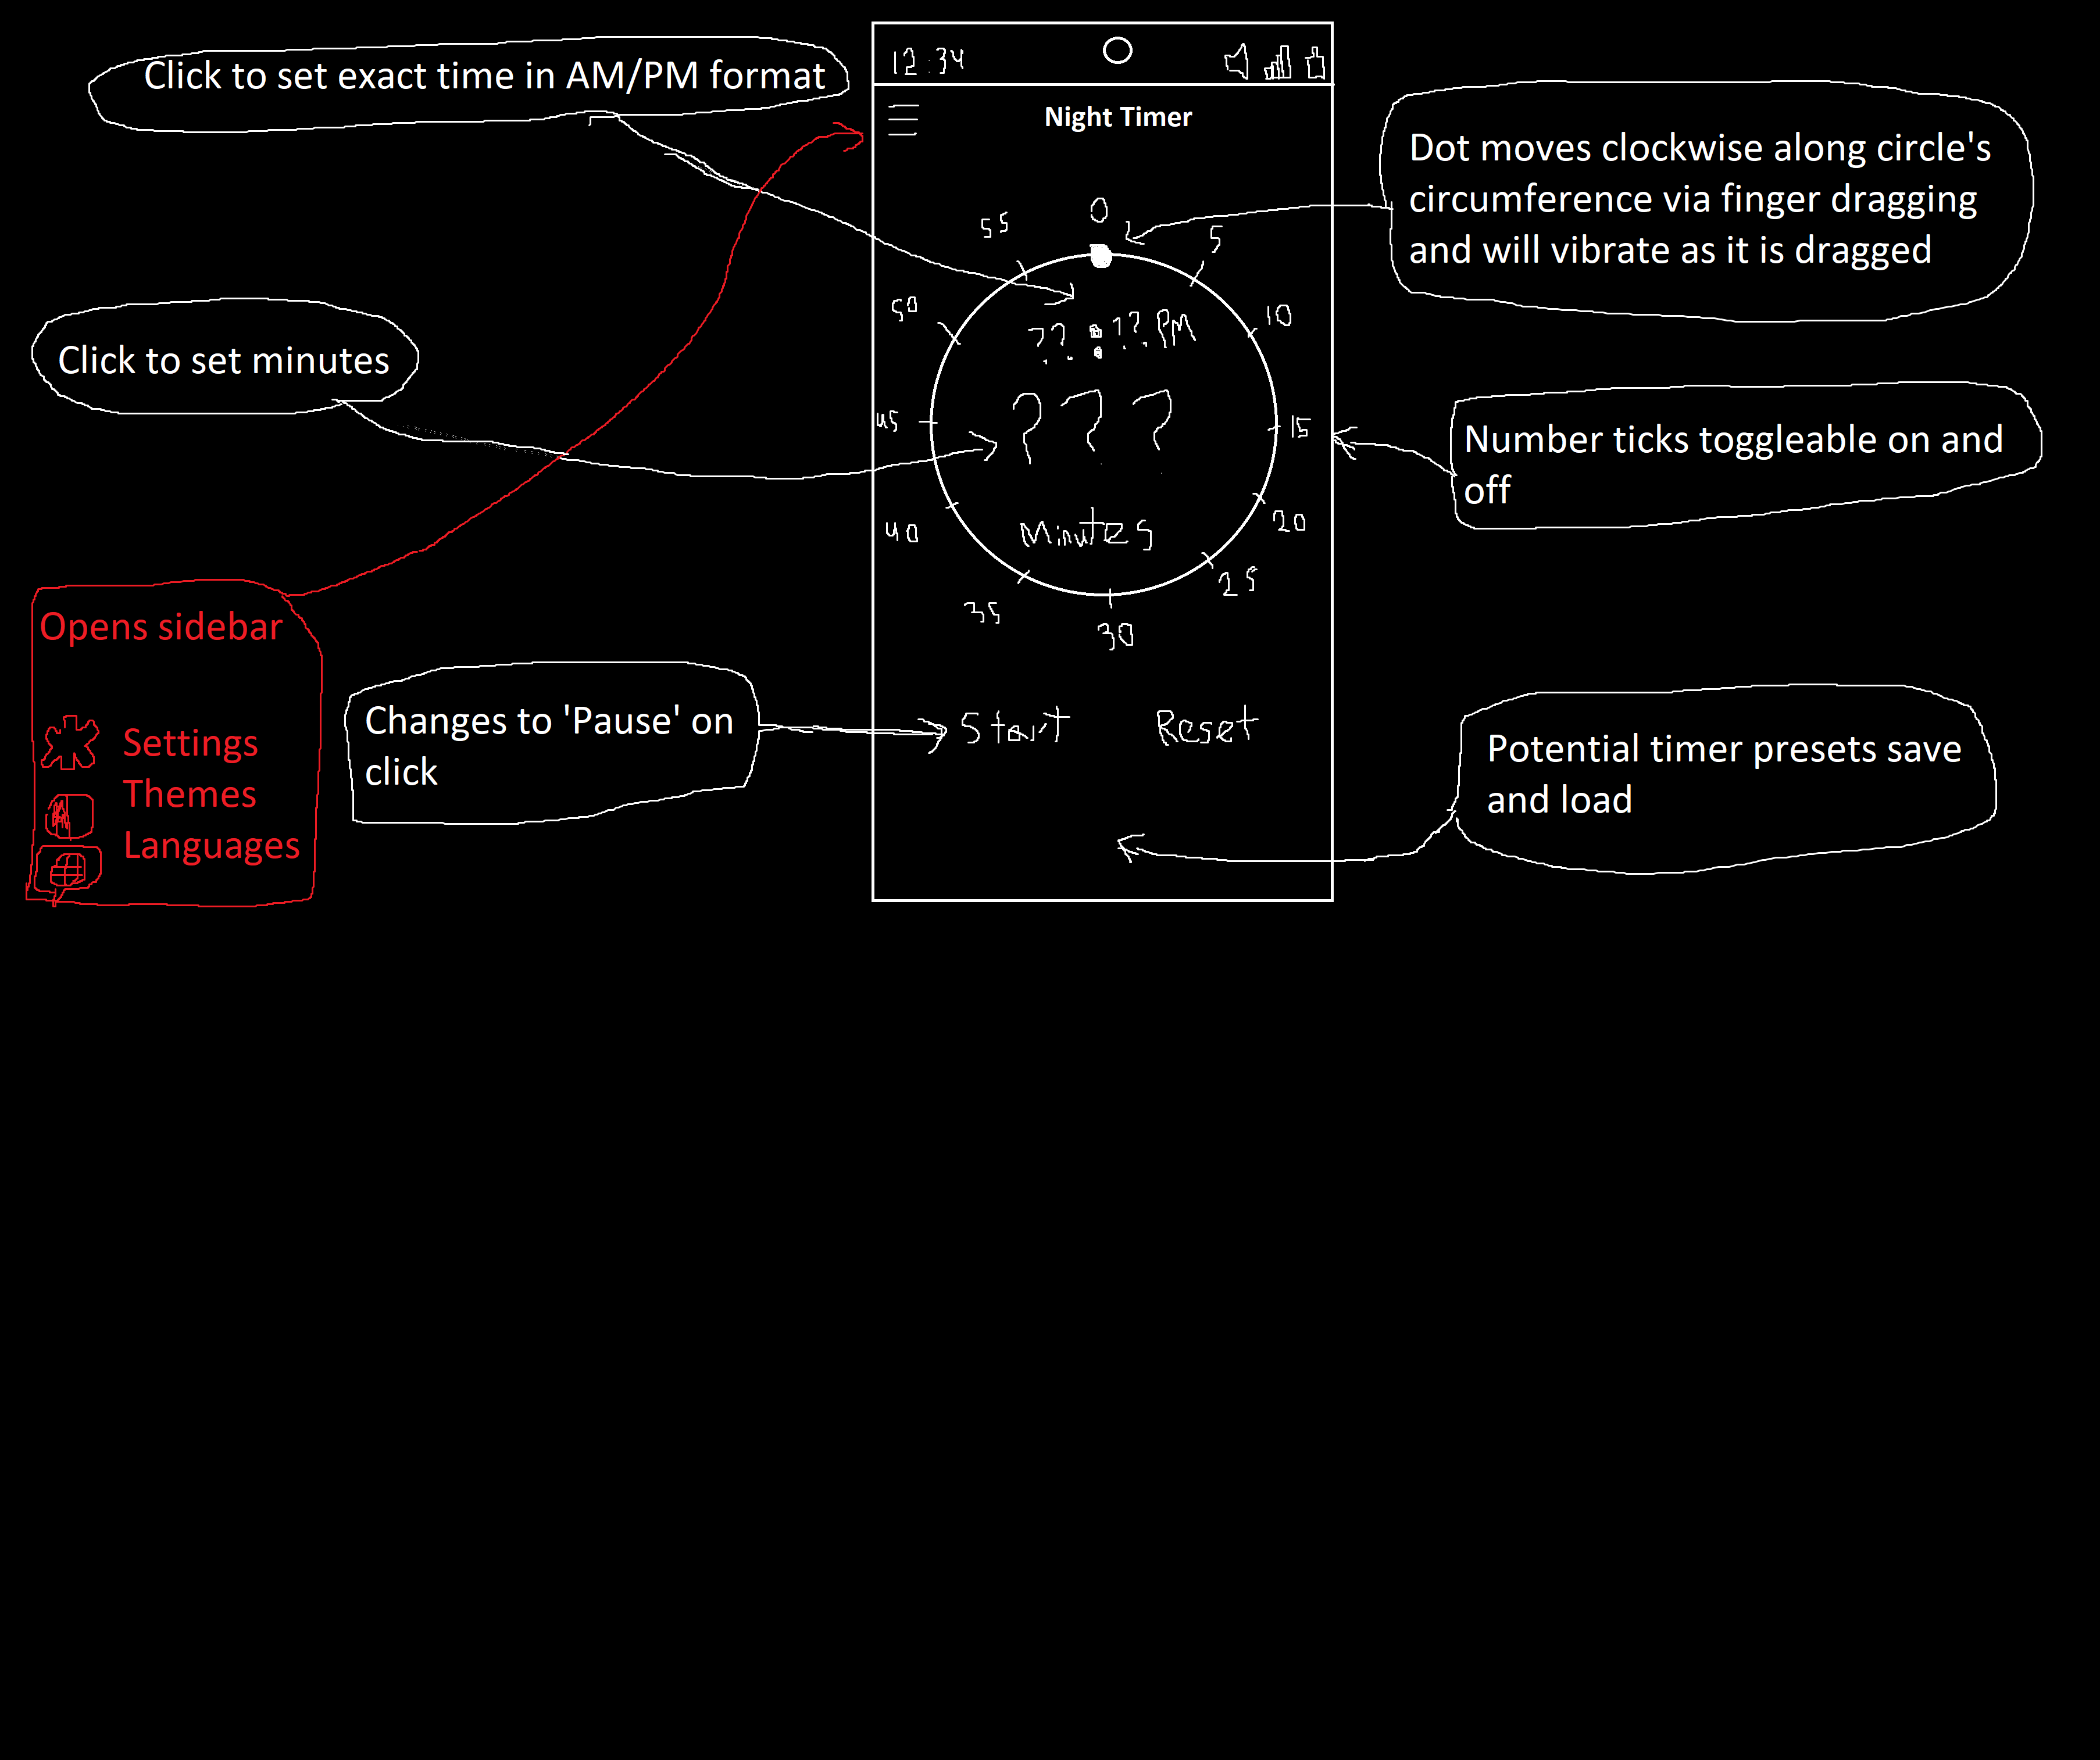 Click to set exact time in AM/PM format
12:34
Night Timer
Dot moves clockwise along circle's
circumference via finger dragging
and will vibrate as it is dragged
0
55
5
50
10
??:??PM
Click to set minutes
???
45
15
Number ticks toggleable on and
off
40
20
Minutes
25
35
30
Opens sidebar
Settings
Themes
Languages
Changes to 'Pause' on
click
Start
Reset
Potential timer presets save
and load